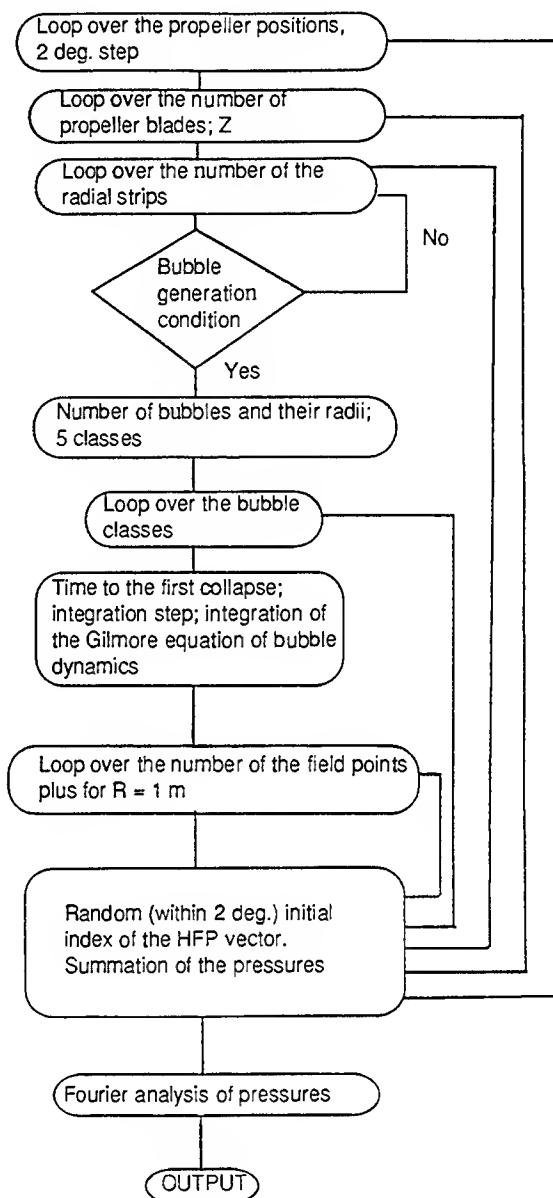 Loop over the propeller positions,
2 deg. step
Loop over the number of
propeller blades; Z
Loop over the number of the
radial strips
No
Bubble
generation
condition
Yes
Number of bubbles and their radii;
5 classes
Loop over the bubble
classes
Time to the first collapse;
integration step; integration of
the Gilmore equation of bubble
dynamics
Loop over the number of the field points
plus for R = 1 m
Random (within 2 deg.) initial
index of the HFP vector.
Summation of the pressures
Fourier analysis of pressures
OUTPUT